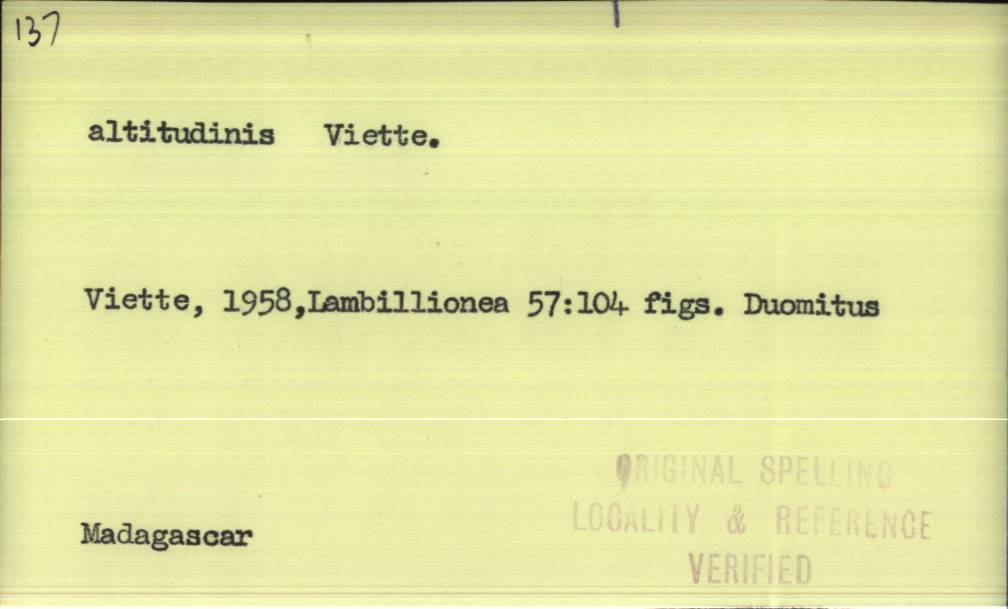 137
altitudinis Viette.
Viette, 1958,Lambillionea 57:104 figs. Duomitus
Madagascar
ORIGINAL SPELLING
LOCALITY & REFERENCE
VERIFIED